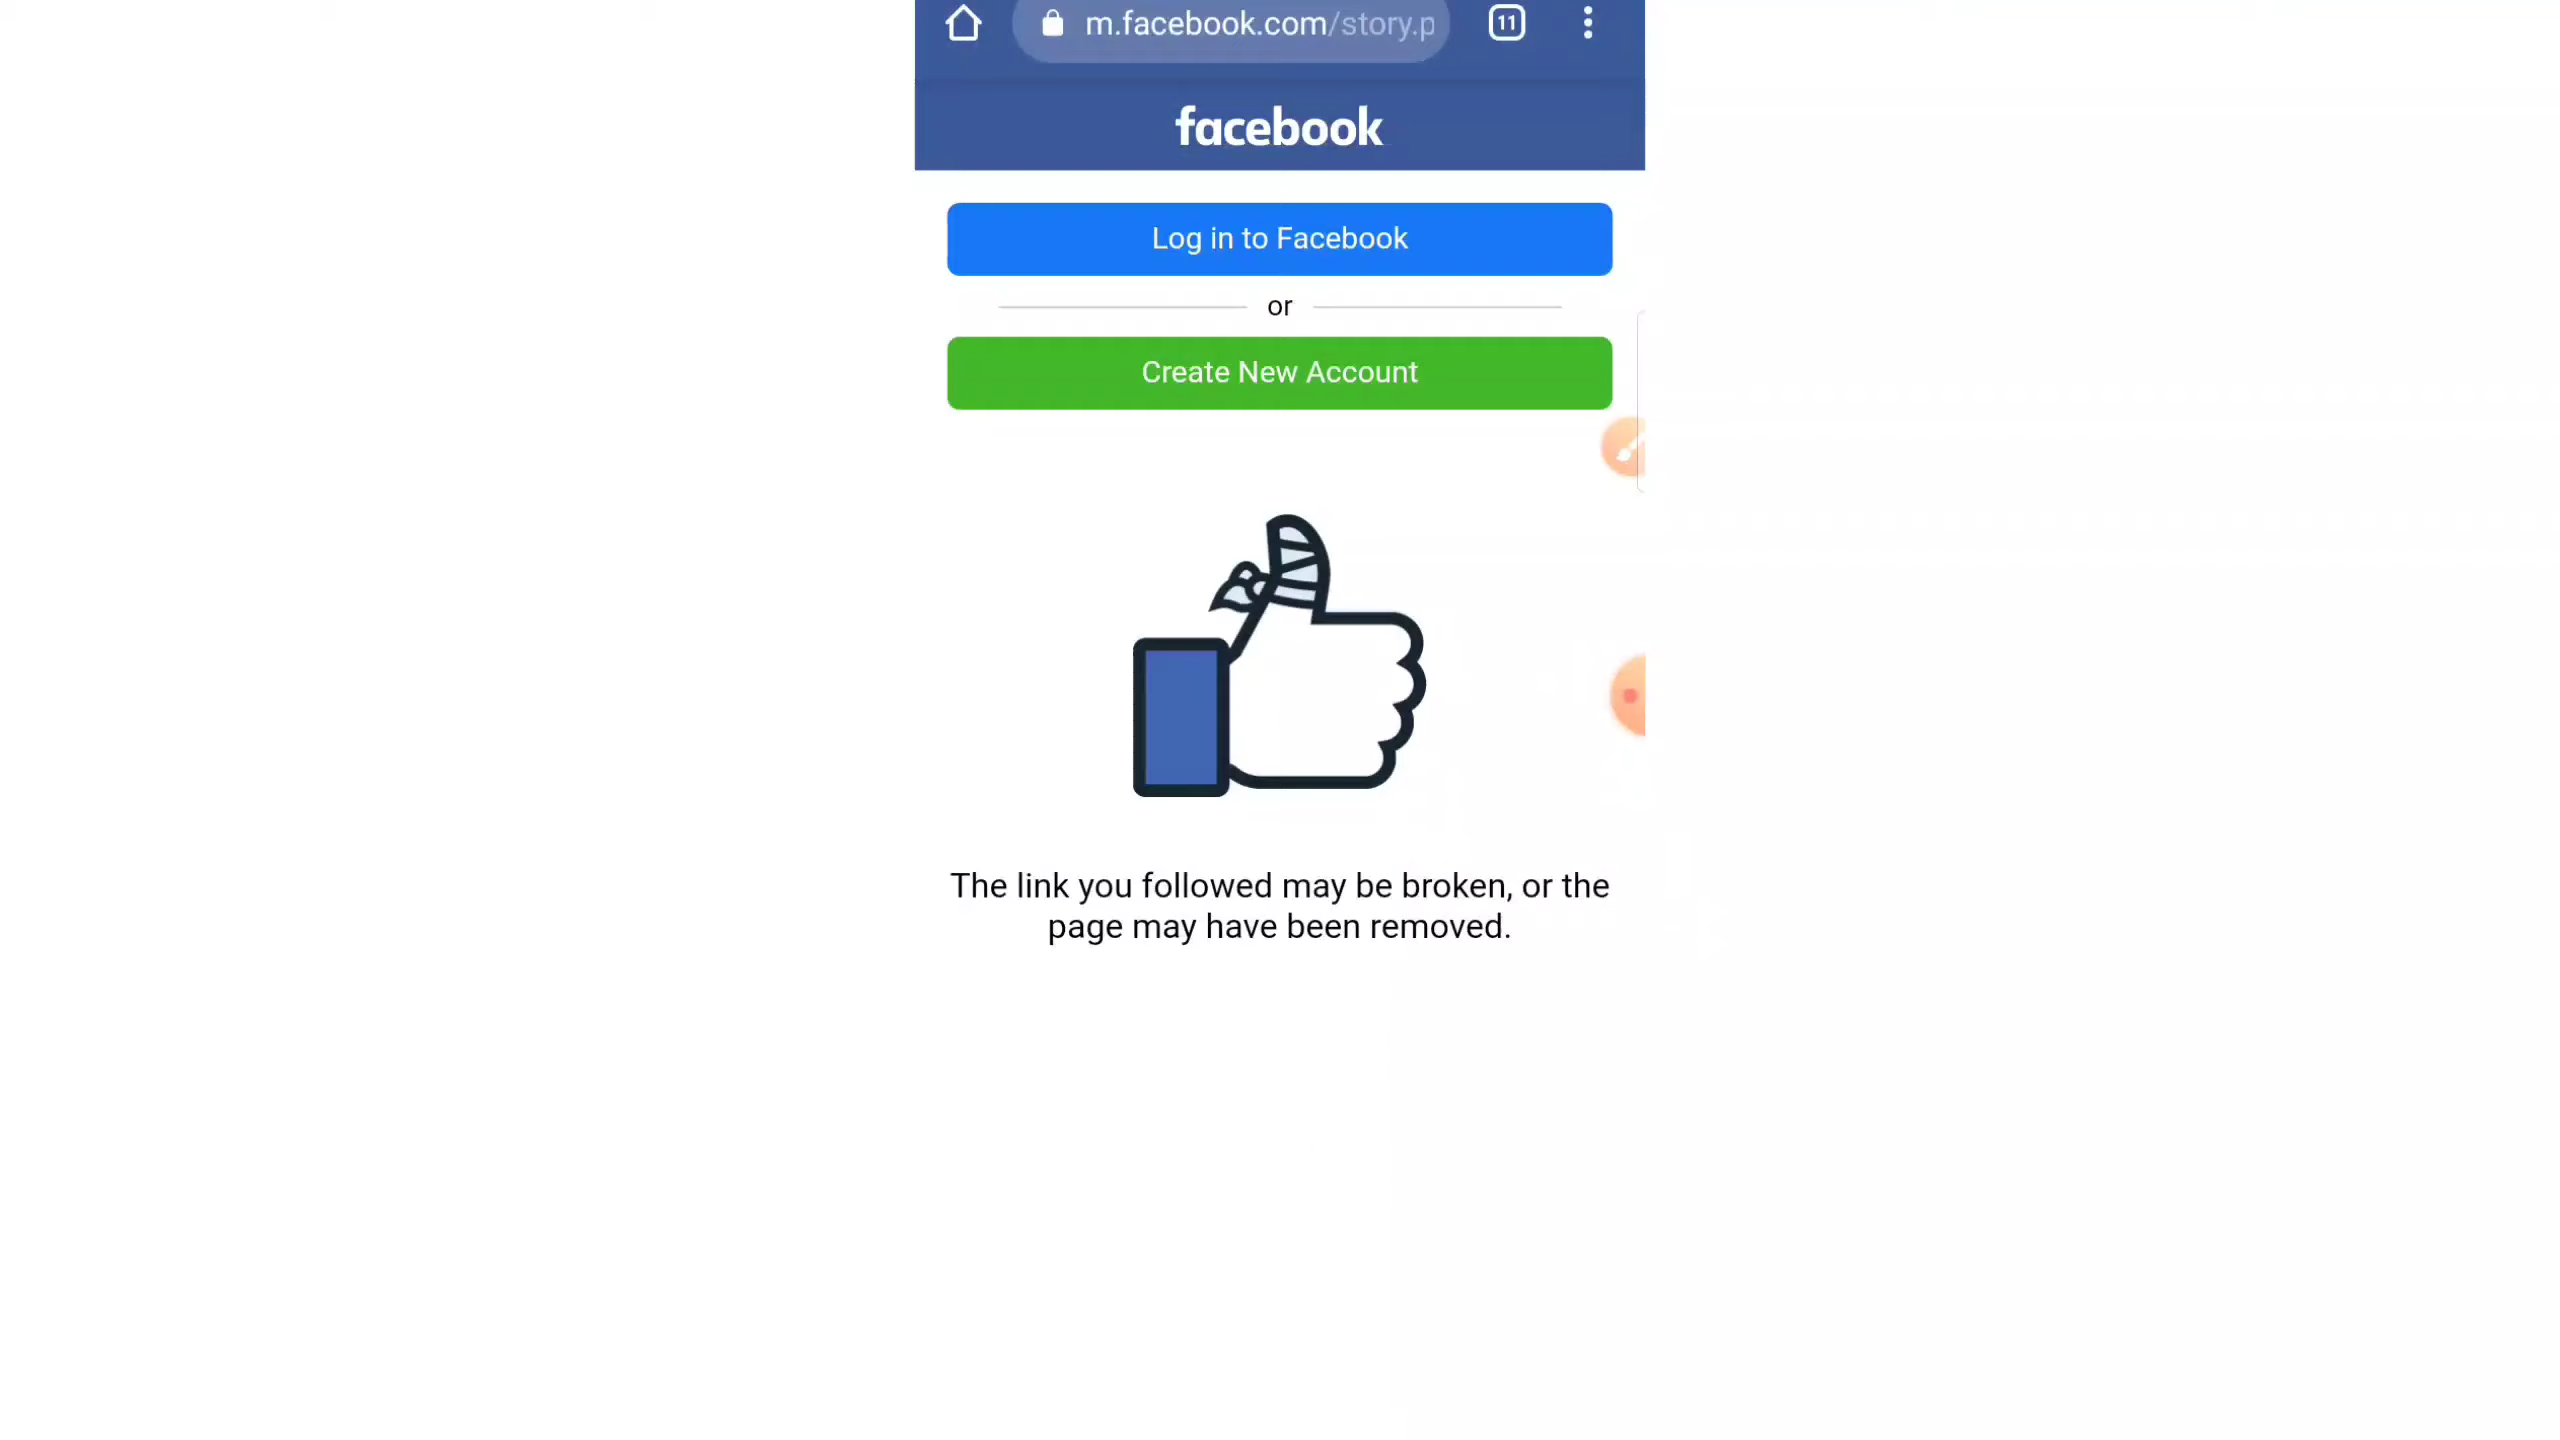 m.facebook.com/story.p
11
facebook
Log in to Facebook
or
Create New Account
The link you followed may be broken, or the
page may have been removed.